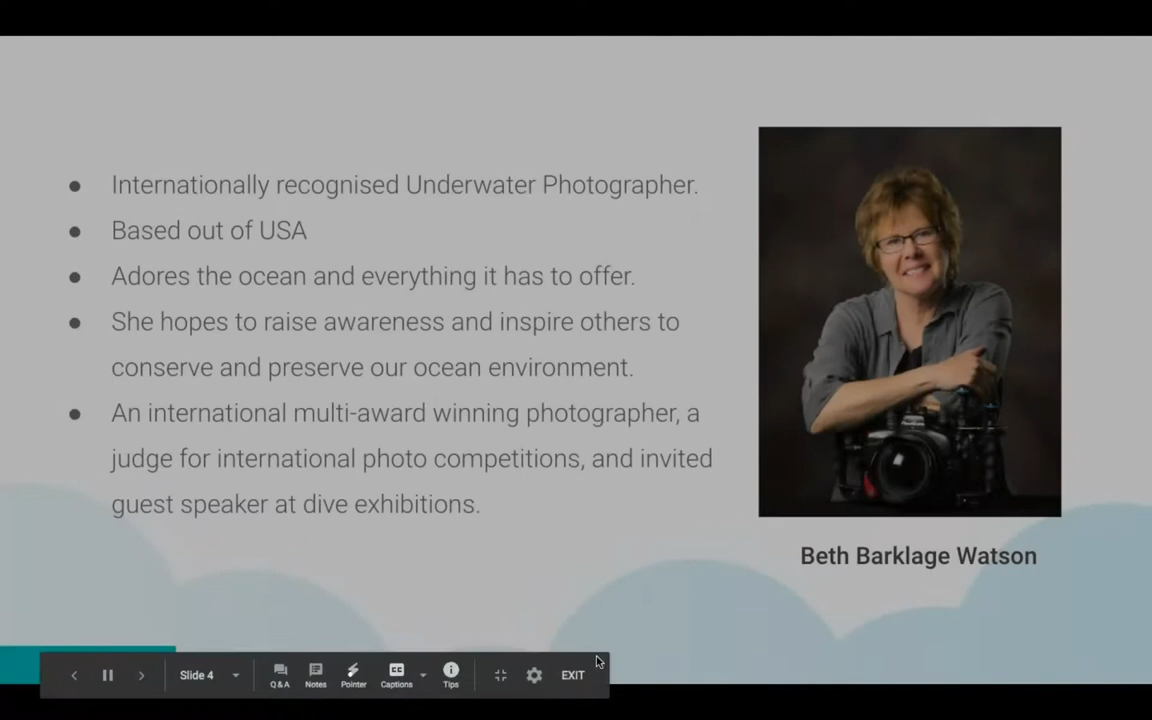 ● Internationally recognised Underwater Photographer.
● Based out of USA
● Adores the ocean and everything it has to offer.
● She hopes to raise awareness and inspire others to
conserve and preserve our ocean environment.
● An international multi-award winning photographer, a
judge for international photo competitions, and invited
guest speaker at dive exhibitions.
Beth Barklage Watson
Slide 4
Q&A Notes Pointer CC Captions Tips EXIT